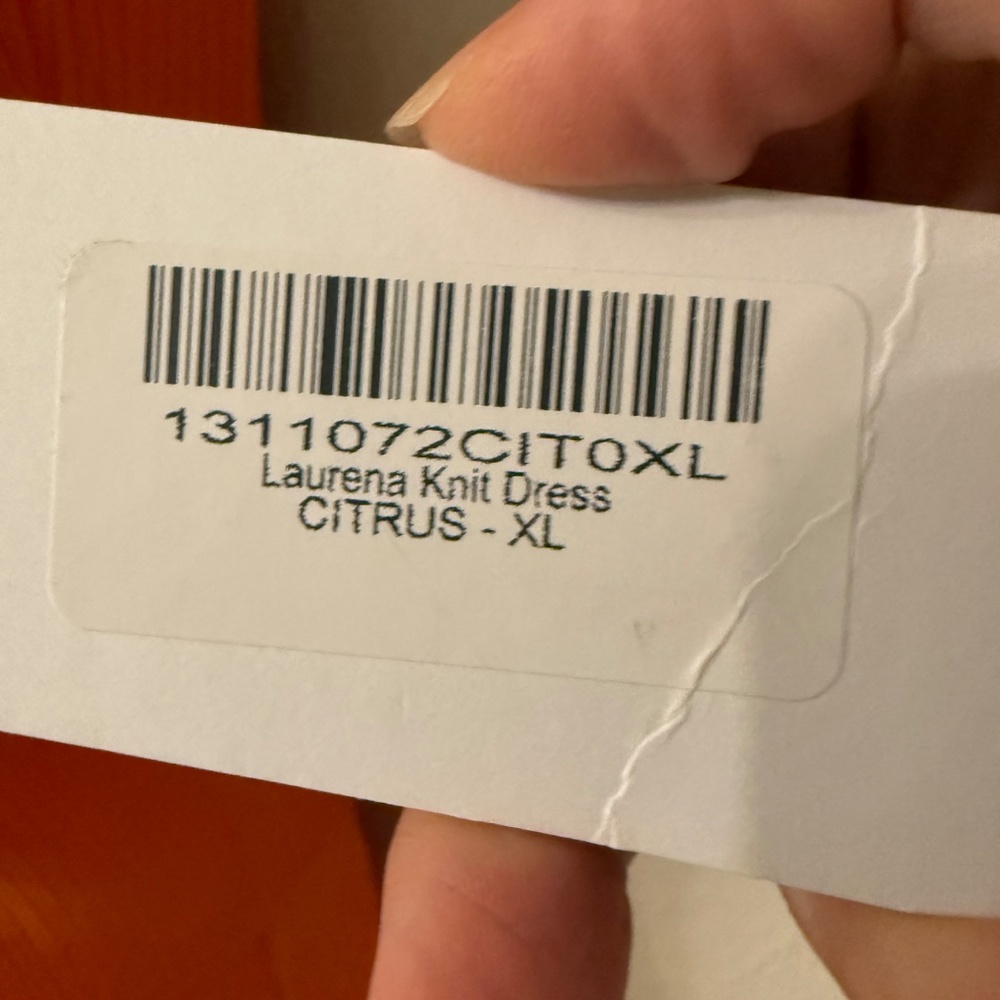 1311072CIT0XL
Laurena Knit Dress
CITRUS - XL